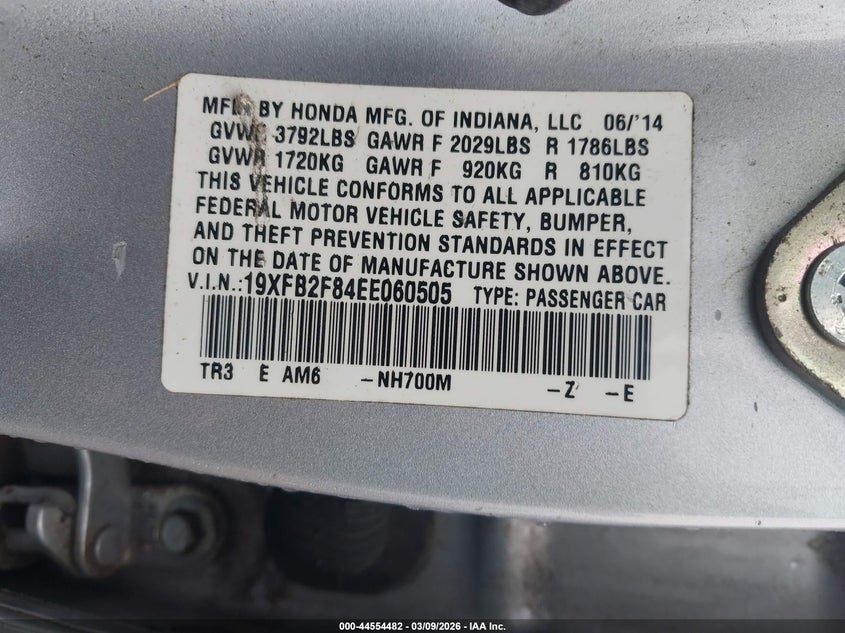 MFD BY HONDA MFG. OF INDIANA, LLC 06/'14
GVWR 3792LBS GAWR F 2029LBS R 1786LBS
GVWR 1720KG GAWR F 920KG R 810KG
THIS VEHICLE CONFORMS TO ALL APPLICABLE
FEDERAL MOTOR VEHICLE SAFETY, BUMPER,
AND THEFT PREVENTION STANDARDS IN EFFECT
ON THE DATE OF MANUFACTURE SHOWN ABOVE.
V.I.N.:19XFB2F84EE060505 TYPE: PASSENGER CAR
TR3 E AM6 -NH700M -Z -E
000-44554482 | 03/09/2026 - IAA Inc.